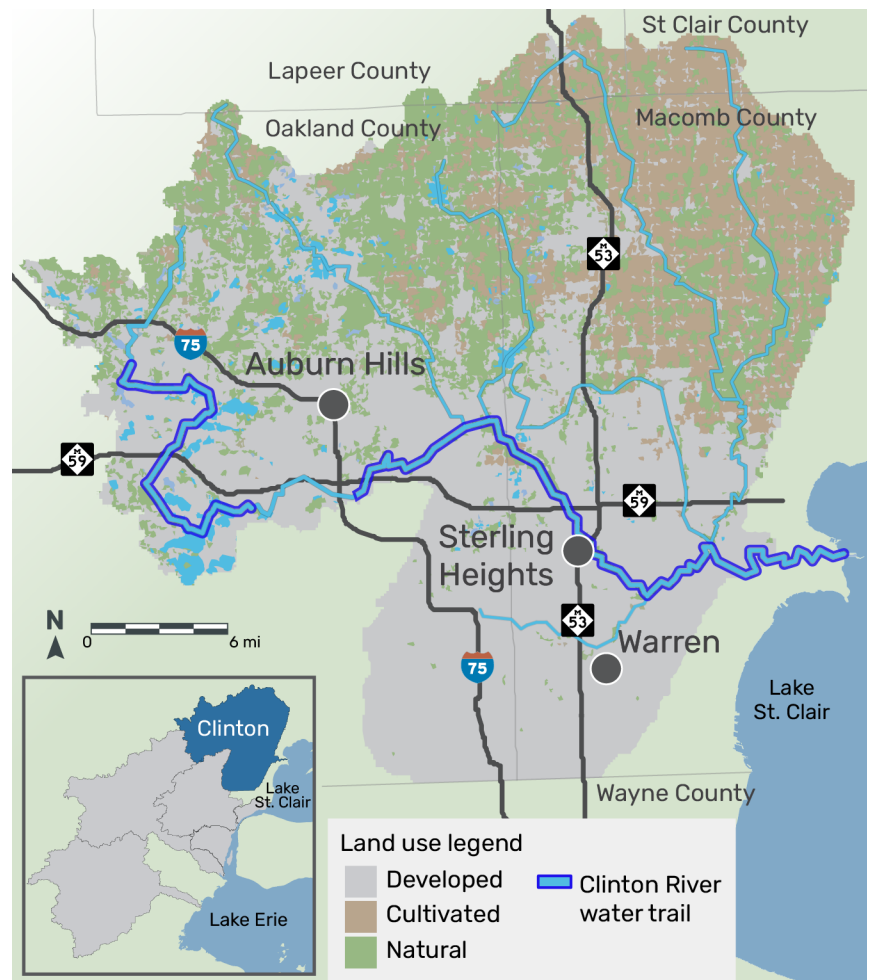 St Clair County
Lapeer County
Oakland County
Macomb County
M
53
75
Auburn Hills
M
59
M
59
Sterling
Heights
N
0
6 mi
M
53
75
Warren
Lake
St. Clair
Clinton
Lake
St. Clair
Lake Erie
Wayne County
Land use legend
Developed
Cultivated
Natural
Clinton River
water trail